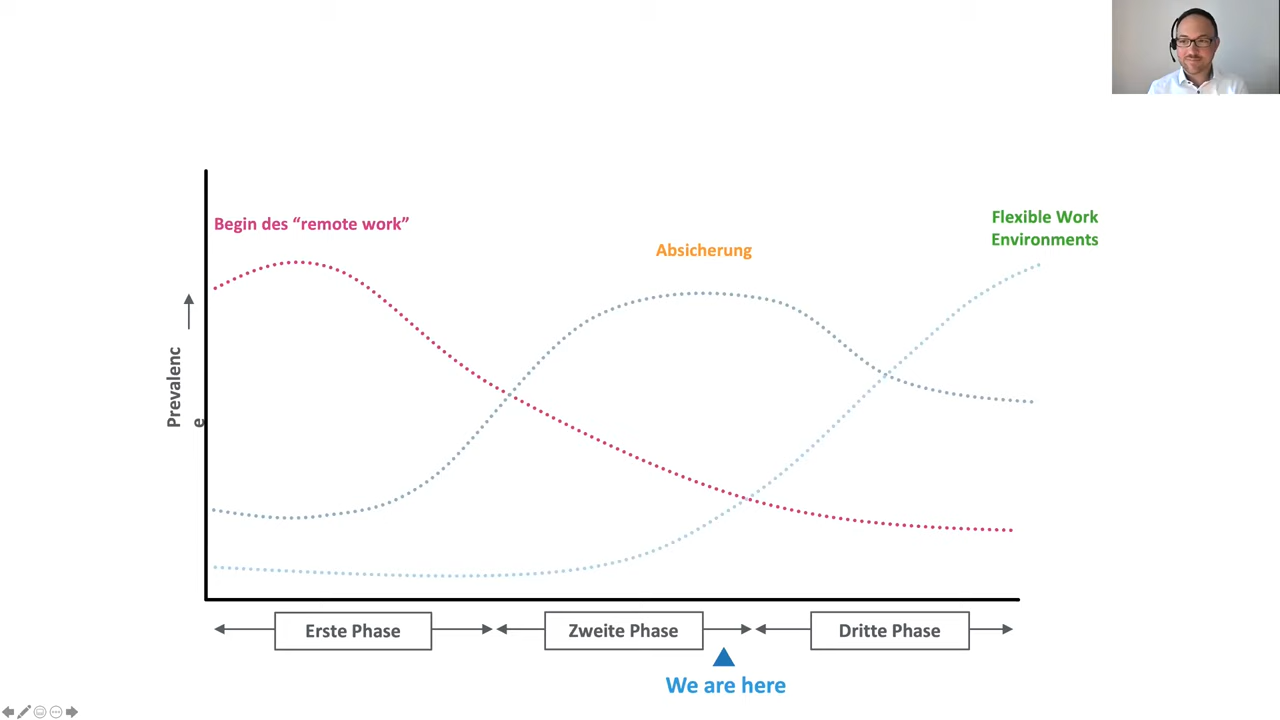 Begin des “remote work”
Absicherung
Flexible Work
Environments
Prevalenc
e
Erste Phase
Zweite Phase
Dritte Phase
We are here